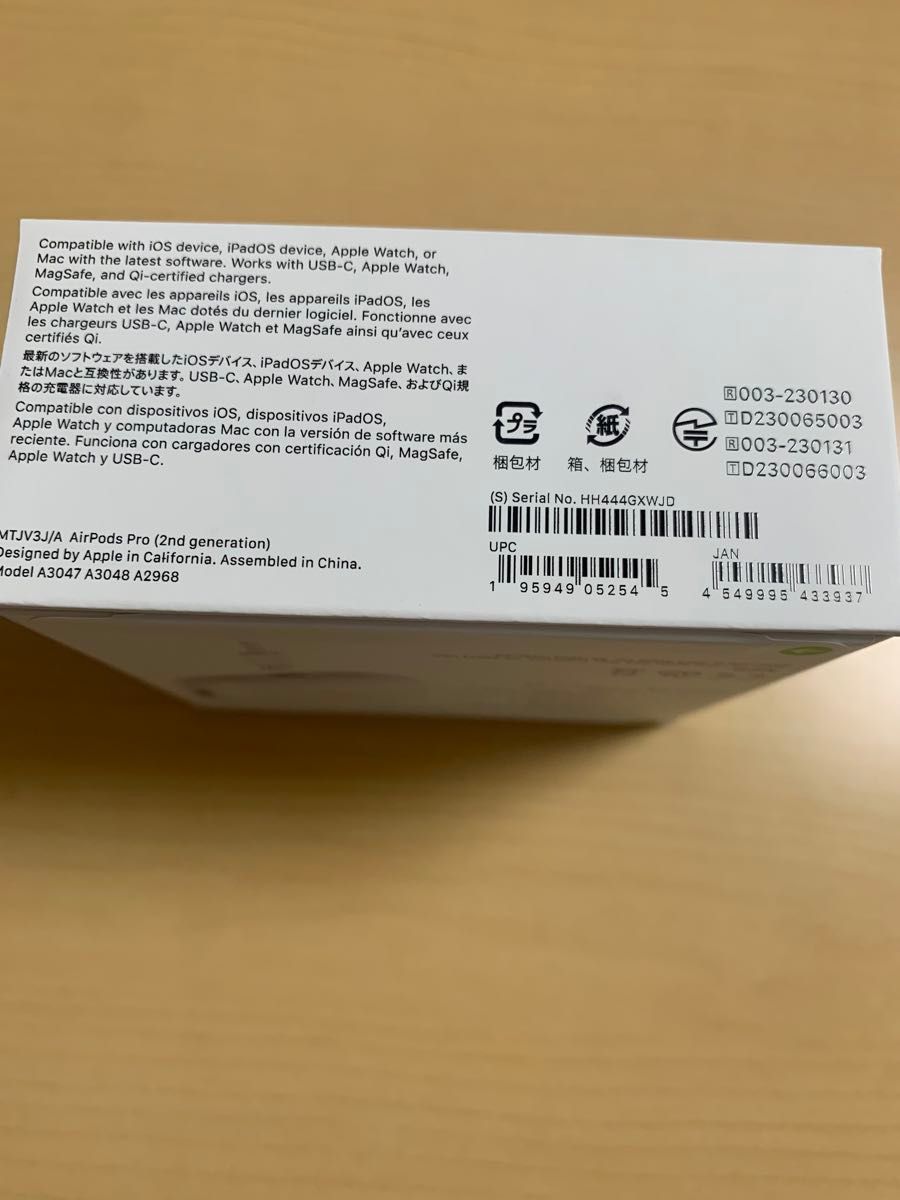 Compatible with iOS device, iPadOS device, Apple Watch, or
Mac with the latest software. Works with USB-C, Apple Watch,
MagSafe, and Qi-certified chargers.
Compatible avec les appareils iOS, les appareils iPadOS, les
Apple Watch et les Mac dotés du dernier logiciel. Fonctionne avec
les chargeurs USB-C, Apple Watch et MagSafe ainsi qu'avec ceux
certifiés Qi.
最新のソフトウェアを搭載したiOSデバイス、iPadOSデバイス、Apple Watch、ま
たはMacと互換性があります。USB-C、Apple Watch、MagSafe、およびQi規
格の充電器に対応しています。
Compatible con dispositivos iOS, dispositivos iPadOS,
Apple Watch y computadoras Mac con la versión de software más
reciente. Funciona con cargadores con certificación Qi, MagSafe,
Apple Watch y USB-C.
MTJV3J/A AirPods Pro (2nd generation)
Designed by Apple in California. Assembled in China.
Model A3047 A3048 A2968
プラ
梱包材
紙
箱、梱包材
R 003-230130
T D230065003
R 003-230131
T D230066003
(S) Serial No. HH444GXWJD
UPC
1 95949 05254 5
JAN
4 549995 433937